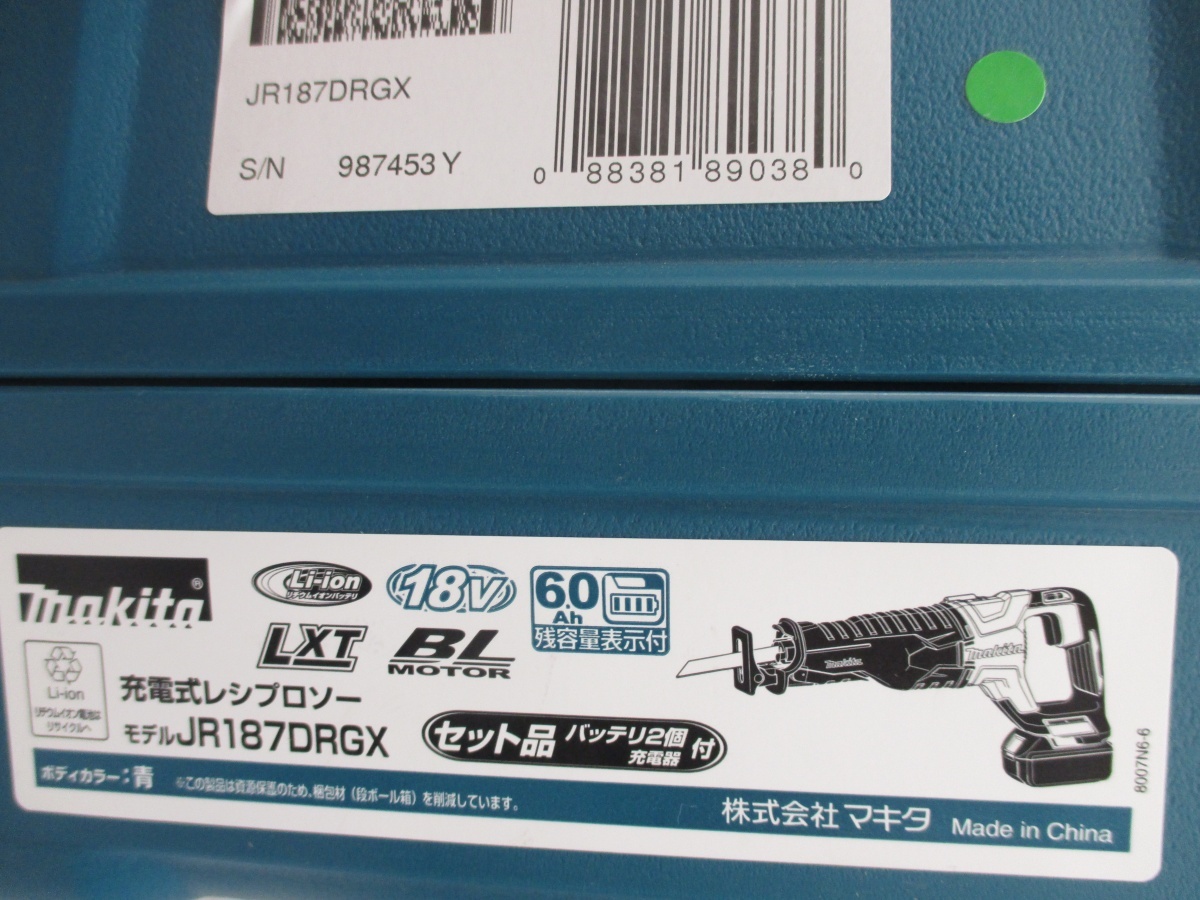 JR187DRGX
S/N 987453 Y
0 88381 89038 0
makita®
Li-ion
リチウムイオンバッテリ
18V
6.0
Ah
残容量表示付
LXT
BL
MOTOR
Li-ion
リチウムイオン電池は
リサイクルへ
充電式レシプロソー
モデルJR187DRGX
セット品 バッテリ2個 充電器 付
makita
makita
8007N6-6
ボディカラー：青
※この製品は資源保護のため、梱包材（段ボール箱）を削減しています。
株式会社 マキタ Made in China